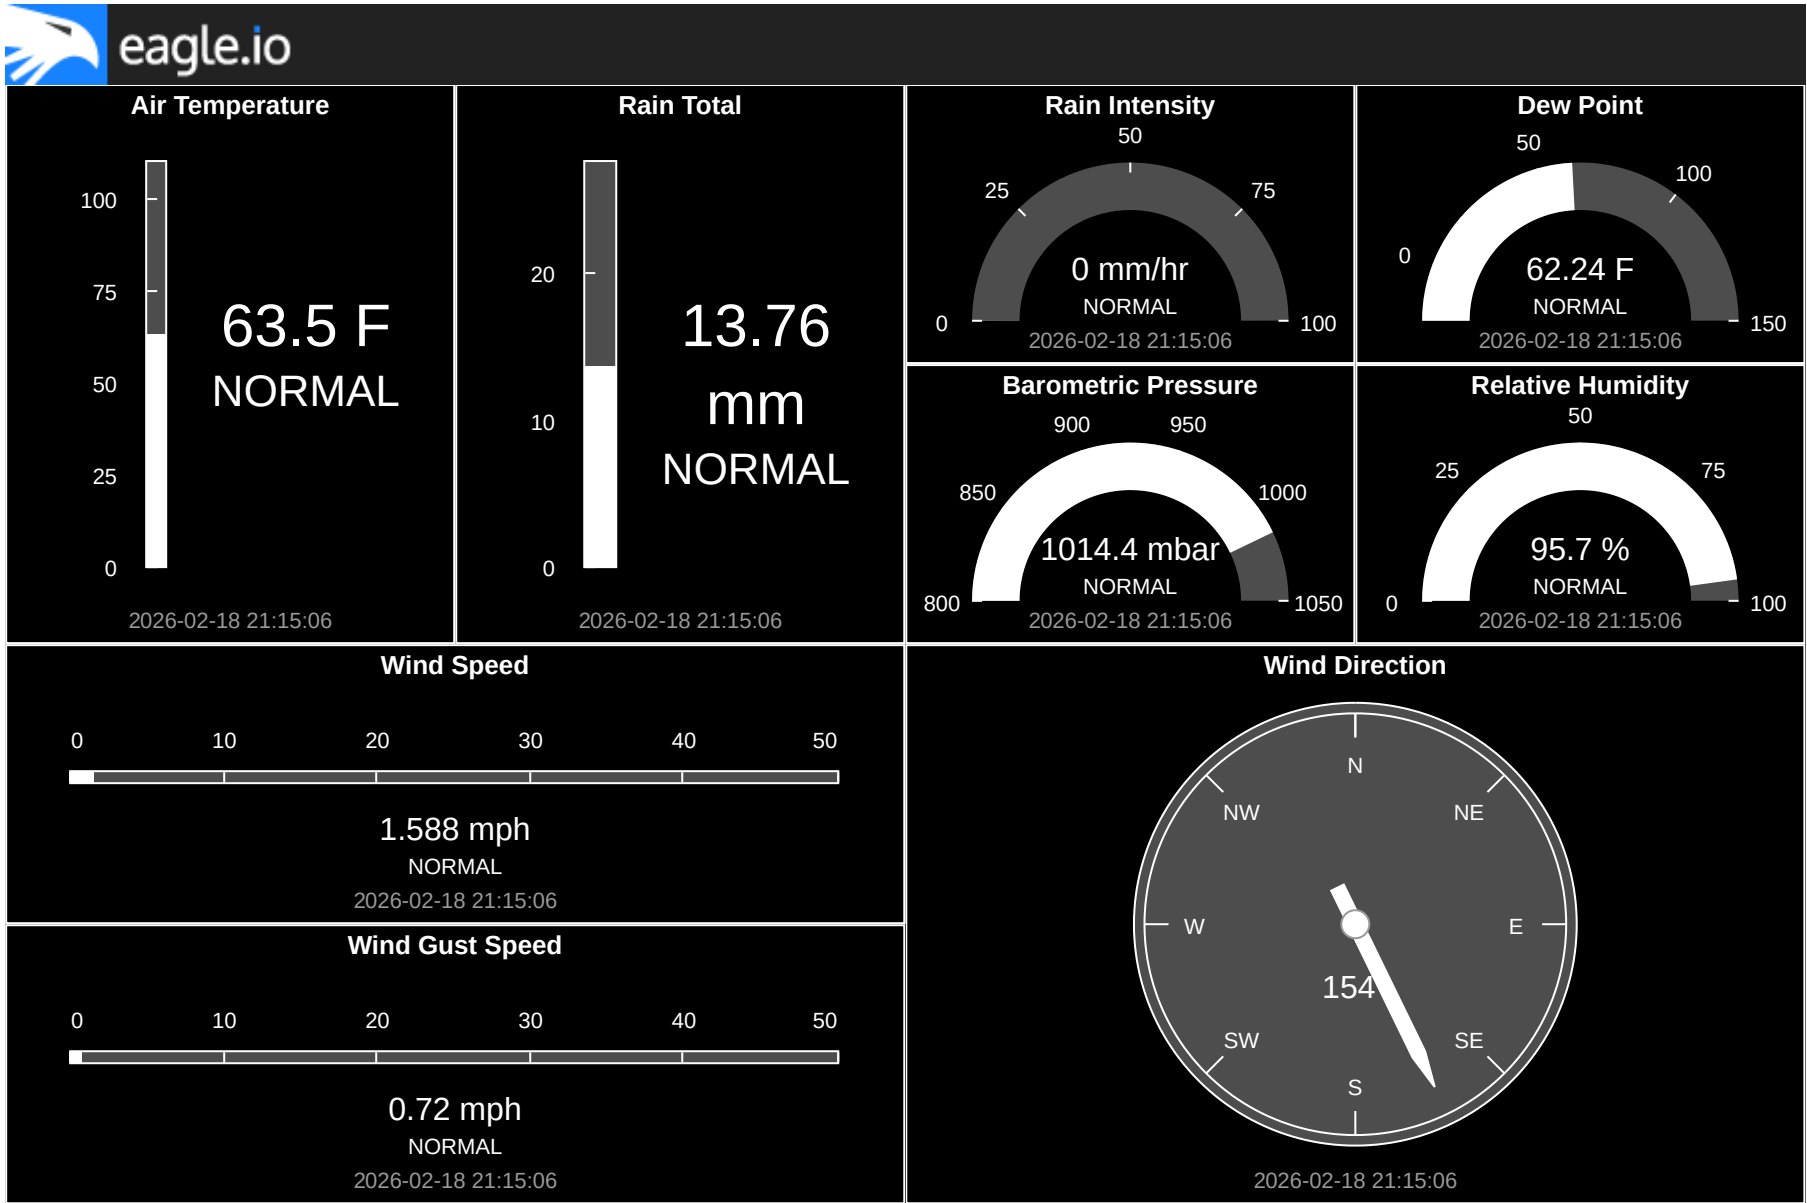 eagle.io
Air Temperature
100
75
50
25
0
63.5 F
NORMAL
2026-02-18 21:15:06
Rain Total
20
10
0
13.76
mm
NORMAL
2026-02-18 21:15:06
Rain Intensity
50
25
75
0
100
0 mm/hr
NORMAL
2026-02-18 21:15:06
Dew Point
50
100
0
150
62.24 F
NORMAL
2026-02-18 21:15:06
Barometric Pressure
900
950
850
1000
800
1050
1014.4 mbar
NORMAL
2026-02-18 21:15:06
Relative Humidity
50
25
75
0
100
95.7 %
NORMAL
2026-02-18 21:15:06
Wind Speed
0 10 20 30 40 50
1.588 mph
NORMAL
2026-02-18 21:15:06
Wind Gust Speed
0 10 20 30 40 50
0.72 mph
NORMAL
2026-02-18 21:15:06
Wind Direction
N
NW
NE
W
E
154
SW
SE
S
2026-02-18 21:15:06